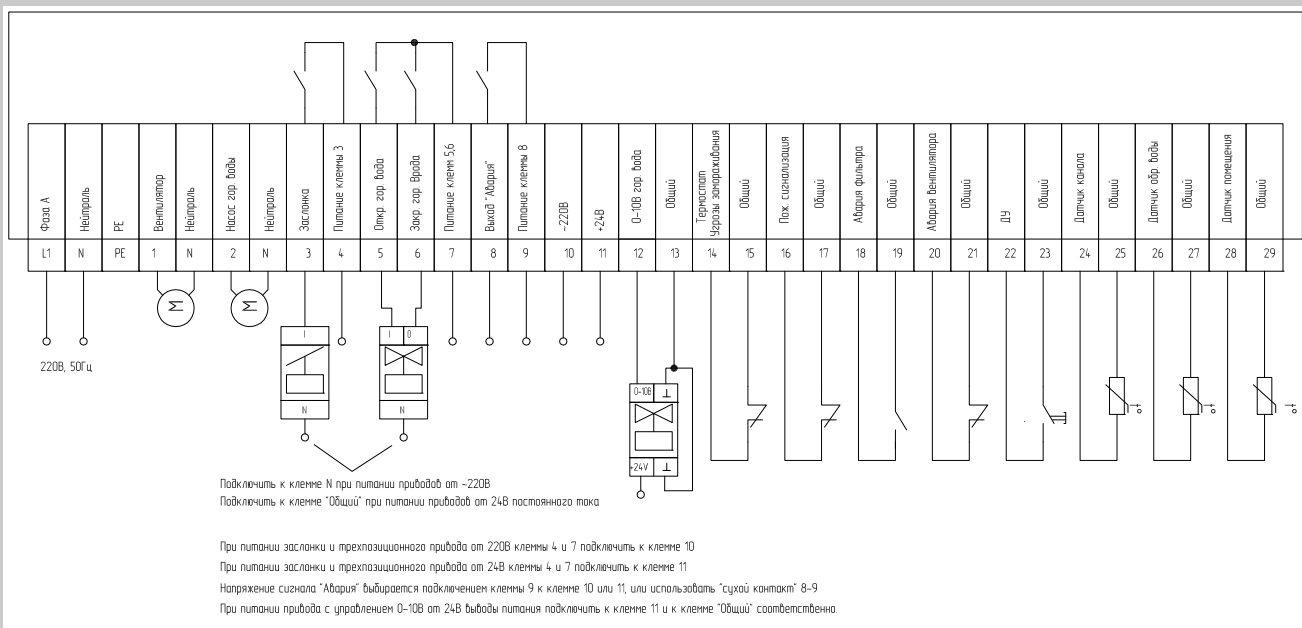 Фаза А
Нейтраль
PE
Вентилятор
Нейтраль
Насос гор. воды
Нейтраль
Заслонка
Питание клеммы 3
Откр. гор. вода
Закр. гор. Врода
Питание клемм 5,6
Выход "Авария"
Питание клеммы 8
~220В
+24В
0-10В гор. вода
Общий
Термостат
Угрозы замораживания
Общий
Пож. сигнализация
Общий
Авария фильтра
Общий
Авария вентилятора
Общий
ДУ
Общий
Датчик канала
Общий
Датчик обр. воды
Общий
Датчик помещения
Общий
L1 N PE 1 N 2 N 3 4 5 6 7 8 9 10 11 12 13 14 15 16 17 18 19 20 21 22 23 24 25 26 27 28 29
M M
I I 0
220В, 50Гц
0-10В ⊥
N N
t° t° t°
+24V ⊥
Подключить к клемме N при питании приводов от ~220В
Подключить к клемме "Общий" при питании приводов от 24В постоянного тока
При питании заслонки и трехпозиционного привода от 220В клеммы 4 и 7 подключить к клемме 10
При питании заслонки и трехпозиционного привода от 24В клеммы 4 и 7 подключить к клемме 11
Напряжение сигнала "Авария" выбирается подключением клеммы 9 к клемме 10 или 11, или использовать "сухой контакт" 8-9
При питании привода с управлением 0-10В от 24В выводы питания подключить к клемме 11 и к клемме "Общий" соответственно.